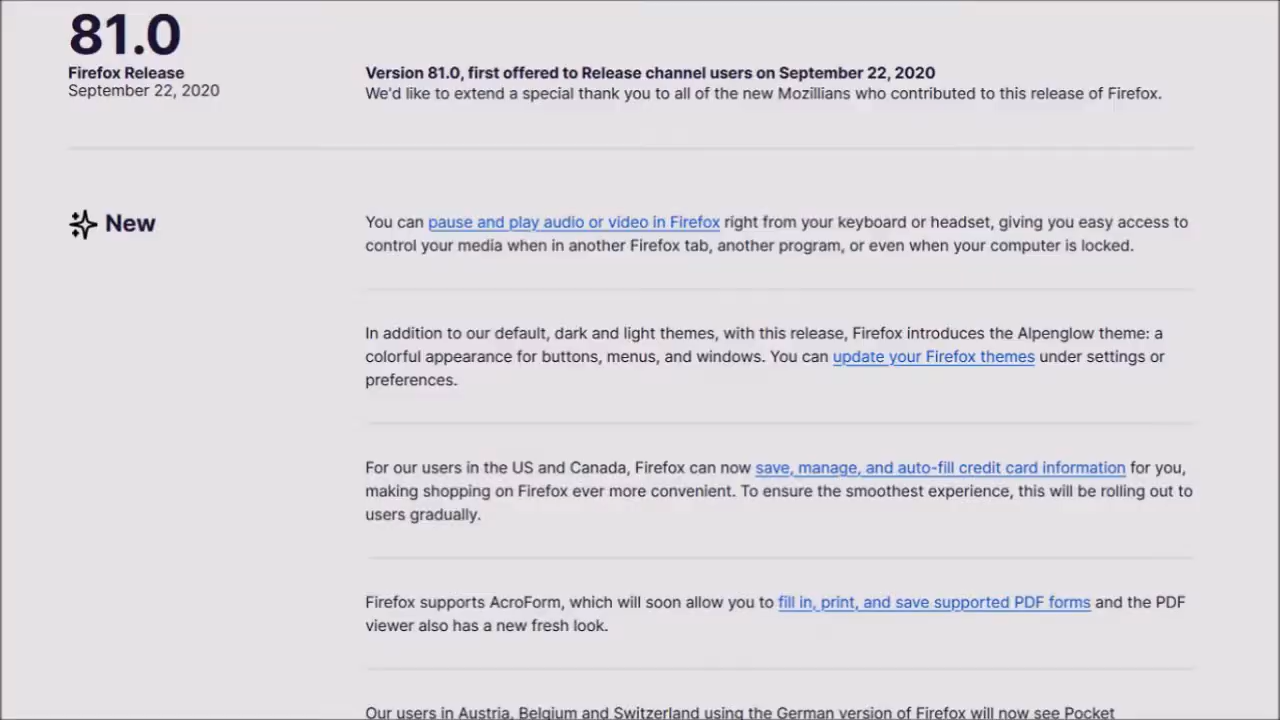 81.0
Firefox Release
September 22, 2020
Version 81.0, first offered to Release channel users on September 22, 2020
We'd like to extend a special thank you to all of the new Mozillians who contributed to this release of Firefox.
New
You can pause and play audio or video in Firefox right from your keyboard or headset, giving you easy access to
control your media when in another Firefox tab, another program, or even when your computer is locked.
In addition to our default, dark and light themes, with this release, Firefox introduces the Alpenglow theme: a
colorful appearance for buttons, menus, and windows. You can update your Firefox themes under settings or
preferences.
For our users in the US and Canada, Firefox can now save, manage, and auto-fill credit card information for you,
making shopping on Firefox ever more convenient. To ensure the smoothest experience, this will be rolling out to
users gradually.
Firefox supports AcroForm, which will soon allow you to fill in, print, and save supported PDF forms and the PDF
viewer also has a new fresh look.
Our users in Austria, Belgium and Switzerland using the German version of Firefox will now see Pocket